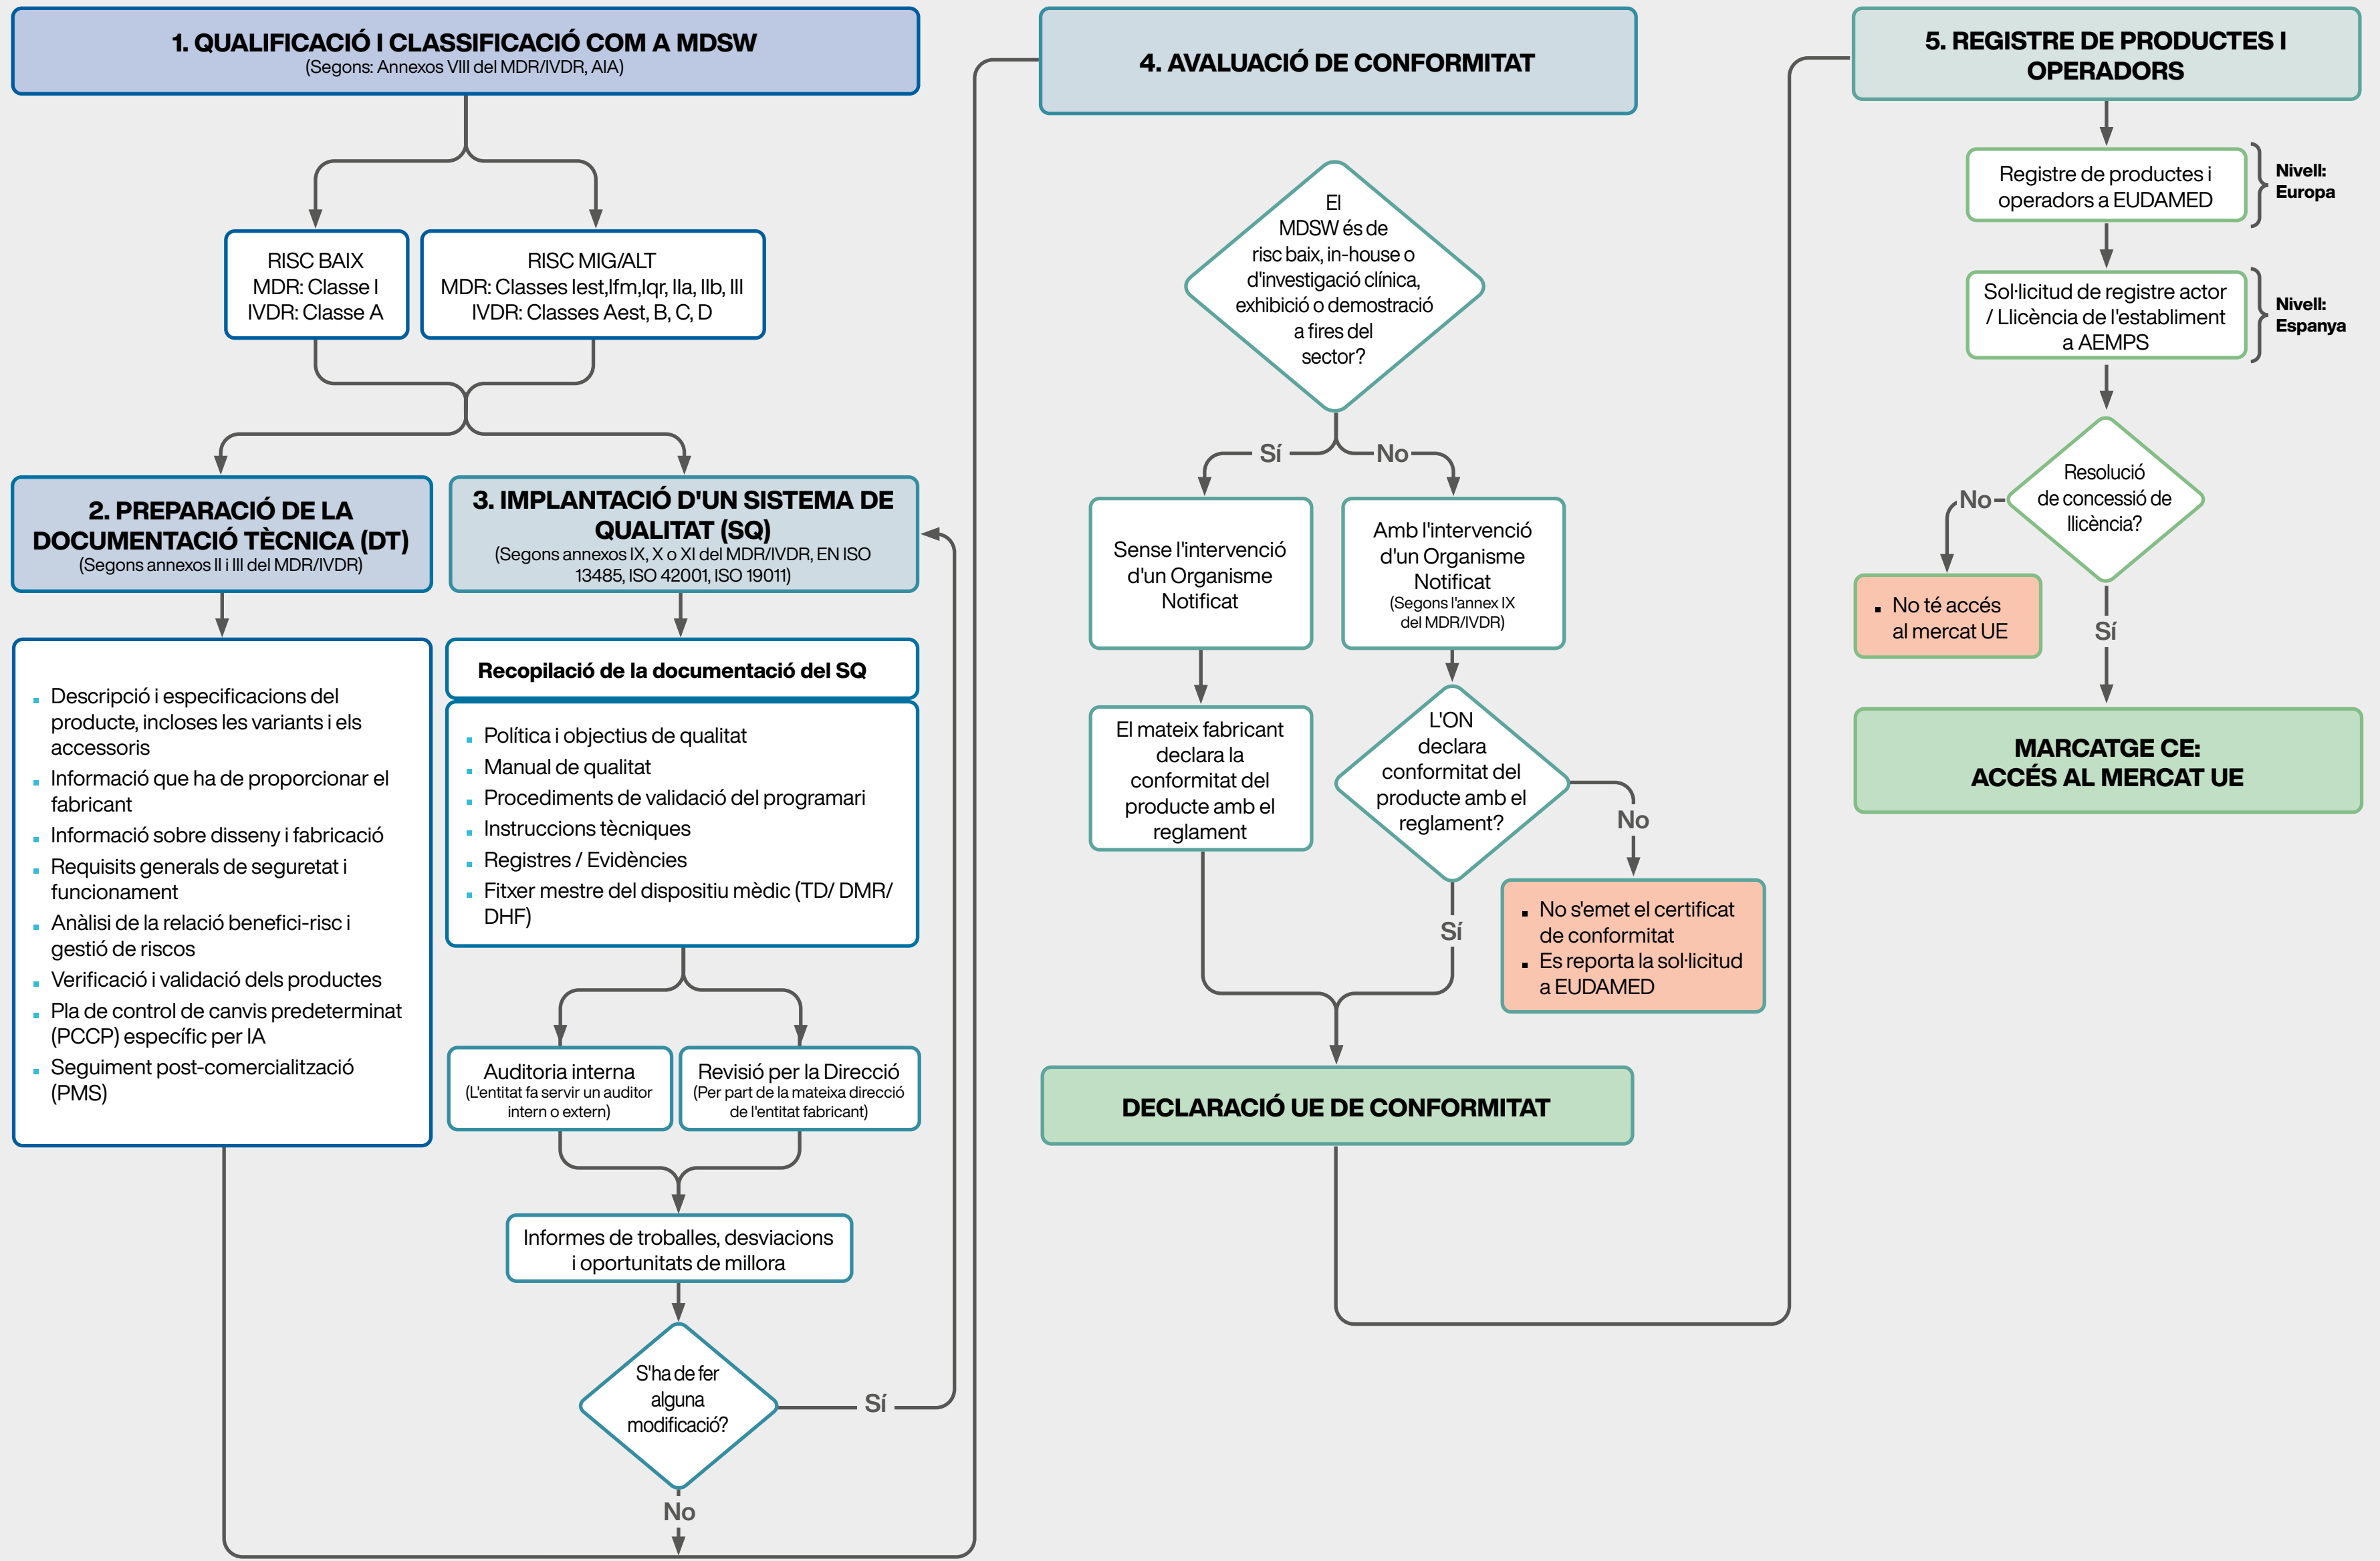 1. QUALIFICACIÓ I CLASSIFICACIÓ COM A MDSW
(Segons: Annexos VIII del MDR/IVDR, AIA)
RISC BAIX
MDR: Classe I
IVDR: Classe A
RISC MIG/ALT
MDR: Classes Iest,Ifm,Iqr, IIa, IIb, III
IVDR: Classes Aest, B, C, D
2. PREPARACIÓ DE LA
DOCUMENTACIÓ TÈCNICA (DT)
(Segons annexos II i III del MDR/IVDR)
▪ Descripció i especificacions del
producte, incloses les variants i els
accessoris
▪ Informació que ha de proporcionar el
fabricant
▪ Informació sobre disseny i fabricació
▪ Requisits generals de seguretat i
funcionament
▪ Anàlisi de la relació benefici-risc i
gestió de riscos
▪ Verificació i validació dels productes
▪ Pla de control de canvis predeterminat
(PCCP) específic per IA
▪ Seguiment post-comercialització
(PMS)
3. IMPLANTACIÓ D'UN SISTEMA DE
QUALITAT (SQ)
(Segons annexos IX, X o XI del MDR/IVDR, EN ISO
13485, ISO 42001, ISO 19011)
Recopilació de la documentació del SQ
▪ Política i objectius de qualitat
▪ Manual de qualitat
▪ Procediments de validació del programari
▪ Instruccions tècniques
▪ Registres / Evidències
▪ Fitxer mestre del dispositiu mèdic (TD/ DMR/
DHF)
Auditoria interna
(L'entitat fa servir un auditor
intern o extern)
Revisió per la Direcció
(Per part de la mateixa direcció
de l'entitat fabricant)
Informes de troballes, desviacions
i oportunitats de millora
S'ha de fer
alguna
modificació?
Sí
No
4. AVALUACIÓ DE CONFORMITAT
El
MDSW és de
risc baix, in-house o
d'investigació clínica,
exhibició o demostració
a fires del
sector?
Sí
No
Sense l'intervenció
d'un Organisme
Notificat
Amb l'intervenció
d'un Organisme
Notificat
(Segons l'annex IX
del MDR/IVDR)
El mateix fabricant
declara la
conformitat del
producte amb el
reglament
L'ON
declara
conformitat del
producte amb el
reglament?
No
Sí
▪ No s'emet el certificat
de conformitat
▪ Es reporta la sol·licitud
a EUDAMED
DECLARACIÓ UE DE CONFORMITAT
5. REGISTRE DE PRODUCTES I
OPERADORS
Registre de productes i
operadors a EUDAMED
Nivell:
Europa
Sol·licitud de registre actor
/ Llicència de l'establiment
a AEMPS
Nivell:
Espanya
Resolució
de concessió de
llicència?
No
▪ No té accés
al mercat UE
Sí
MARCATGE CE:
ACCÉS AL MERCAT UE